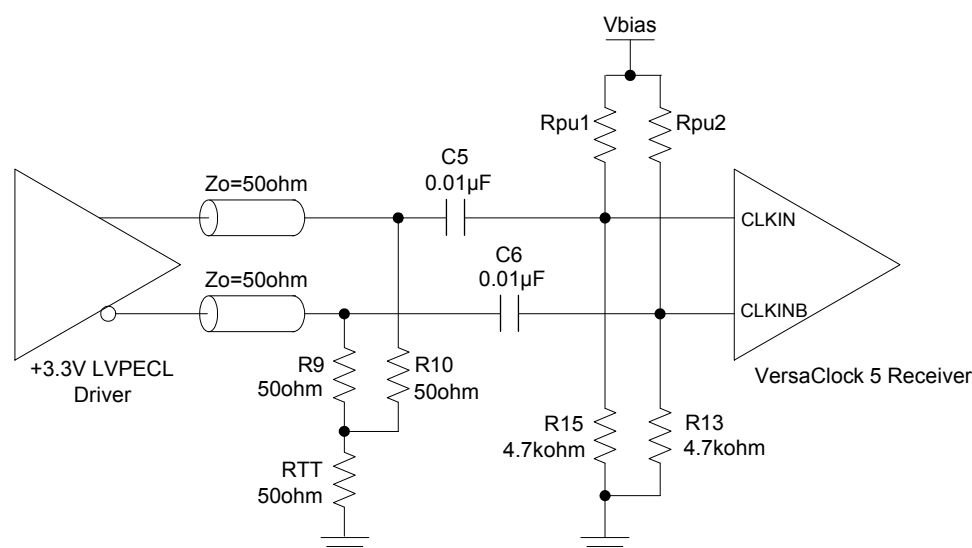 Vbias
Rpu1
Rpu2
C5
0.01µF
Zo=50ohm
CLKIN
C6
0.01µF
Zo=50ohm
CLKINB
+3.3V LVPECL
Driver
R9
50ohm
R10
50ohm
VersaClock 5 Receiver
R15
4.7kohm
R13
4.7kohm
RTT
50ohm